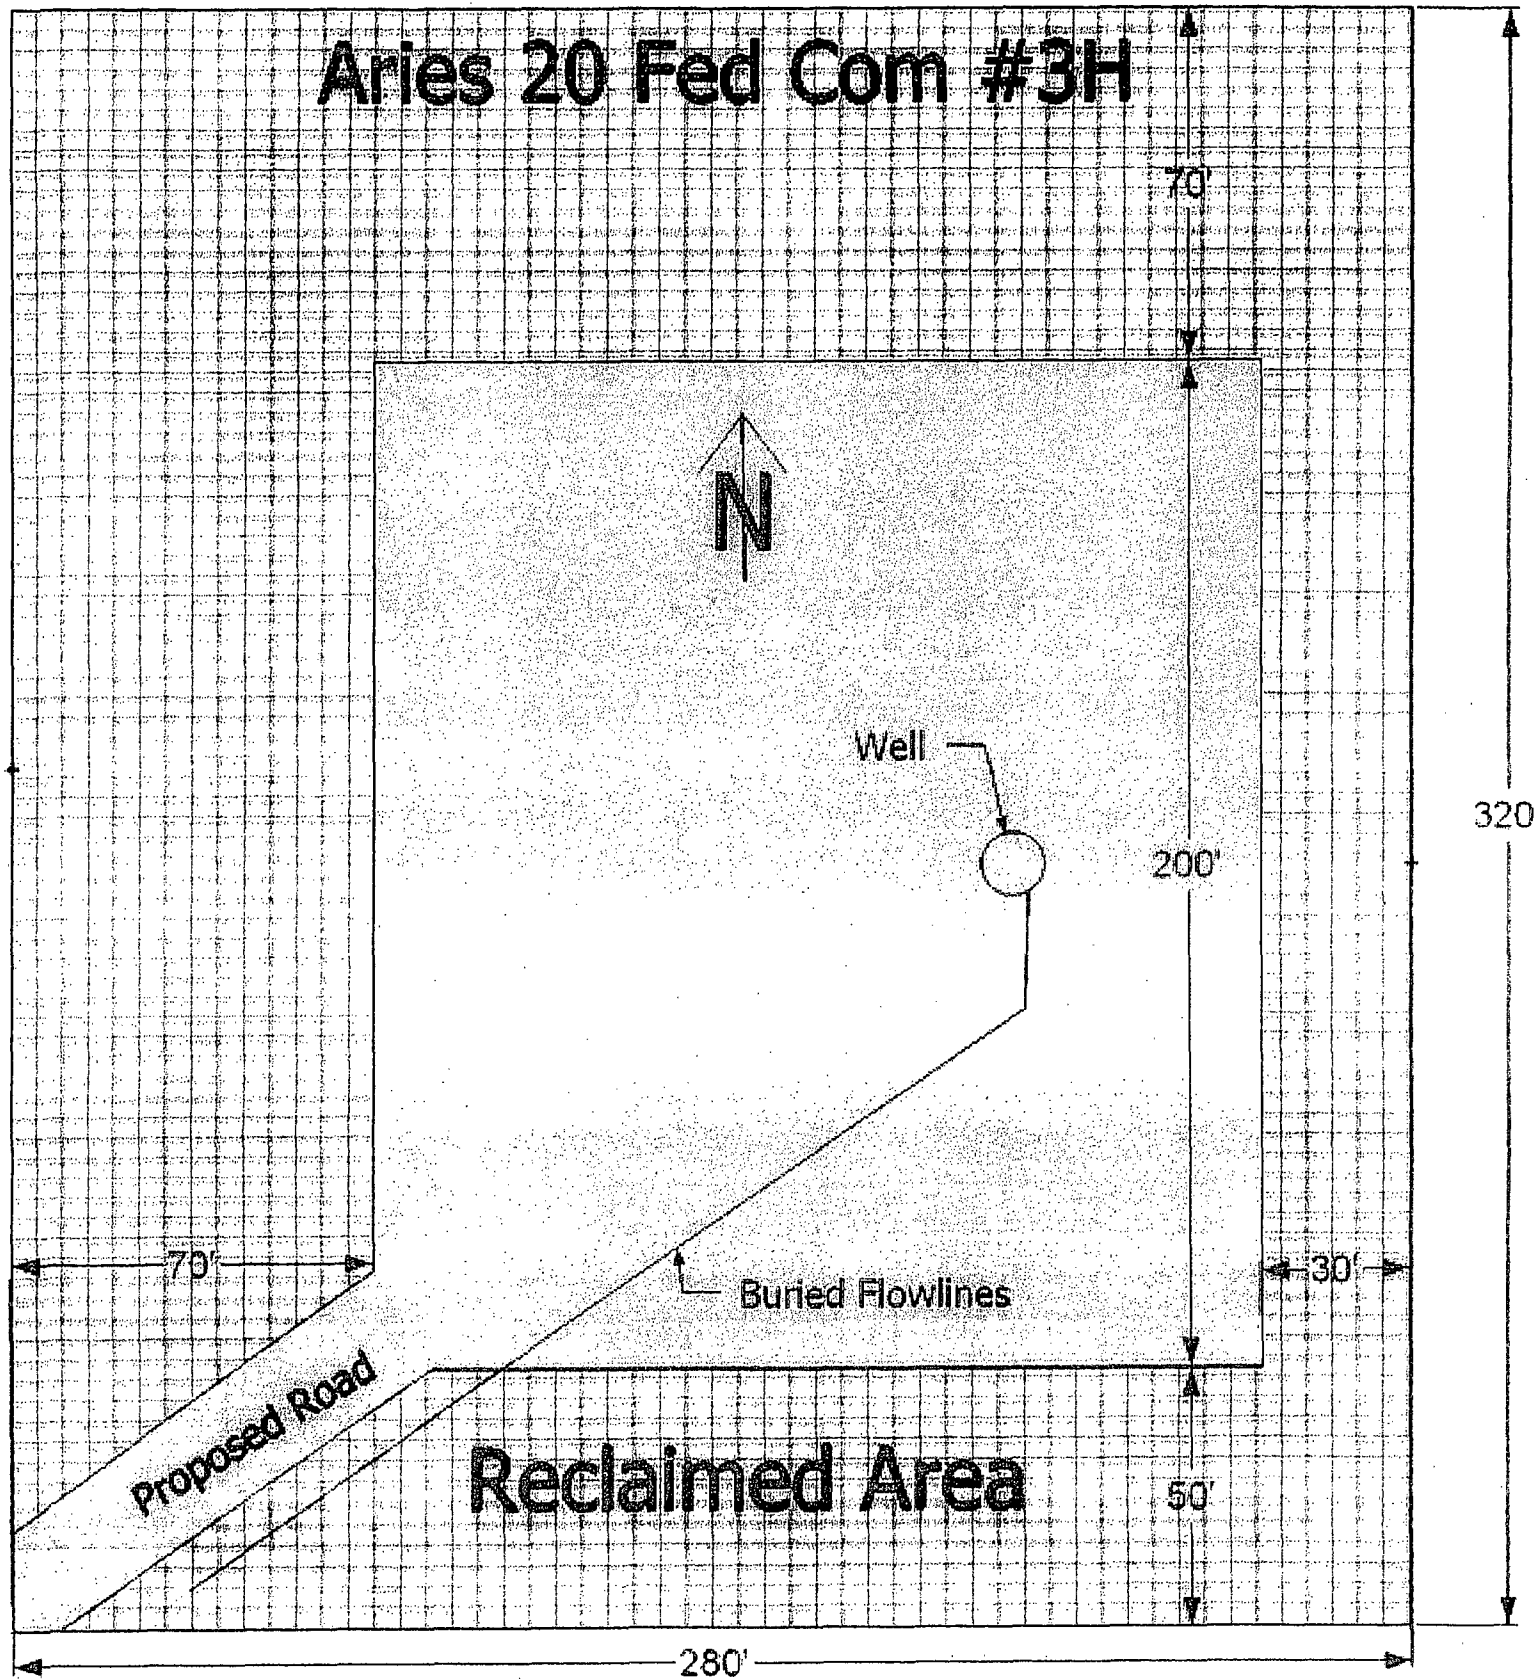 Aries 20 Fed Com #3H
70'
N
Well
320
200'
70'
30'
Buried Flowlines
Proposed Road
Reclaimed Area
50'
280'